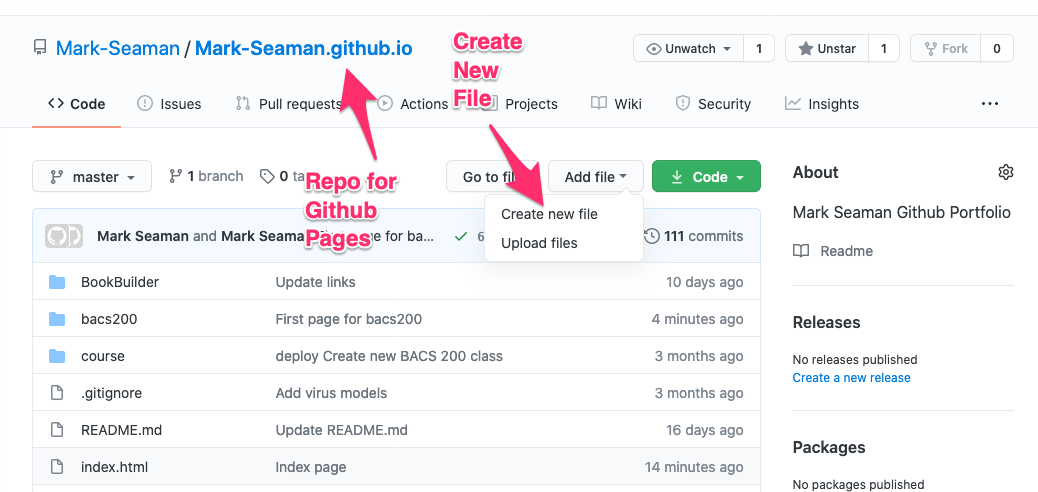 Mark-Seaman / Mark-Seaman.github.io
Create
New
File
Unwatch 1
Unstar 1
Fork 0
Code
Issues
Pull requests
Actions
Projects
Wiki
Security
Insights
master
1 branch
0 ta
Repo for
Github
Pages
Go to fi
Add file
Code
Create new file
Upload files
Mark Seaman and Mark Seama page for ba...
6
111 commits
BookBuilder Update links 10 days ago
bacs200 First page for bacs200 4 minutes ago
course deploy Create new BACS 200 class 3 months ago
.gitignore Add virus models 3 months ago
README.md Update README.md 16 days ago
index.html Index page 14 minutes ago
About
Mark Seaman Github Portfolio
Readme
Releases
No releases published
Create a new release
Packages
No packages published